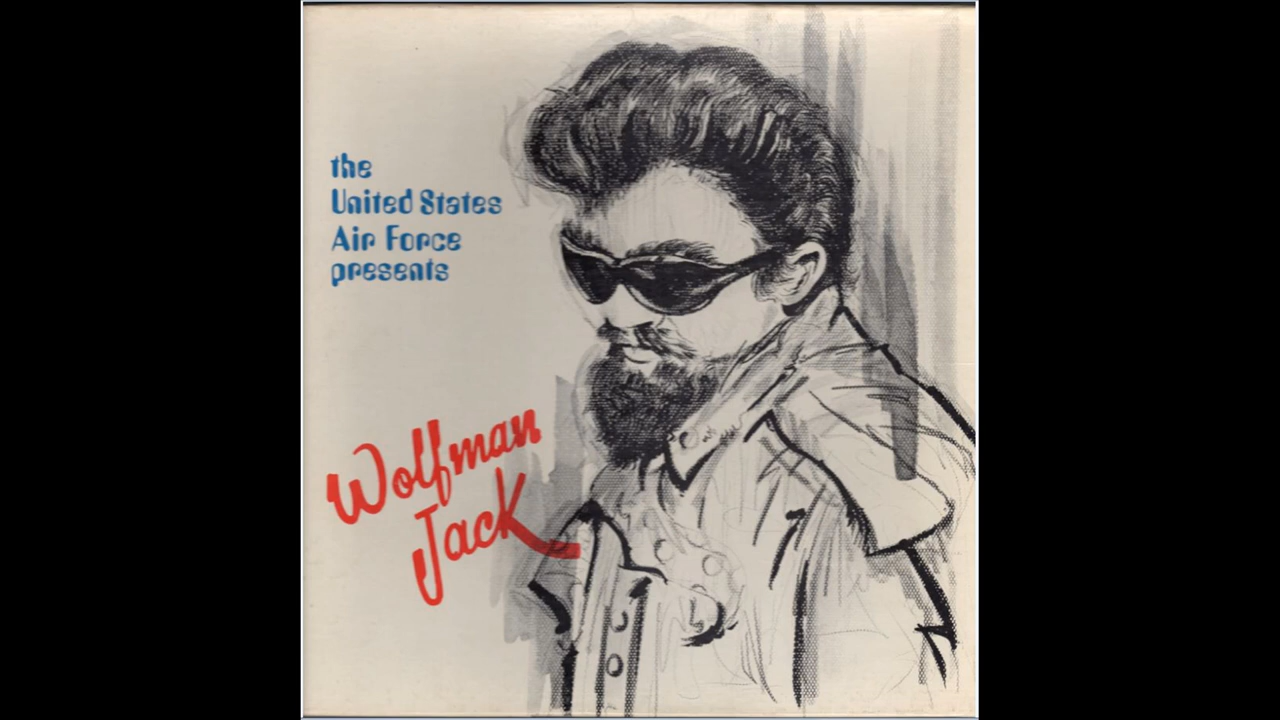 the
United States
Air Force
presents
Wolfman
Jack